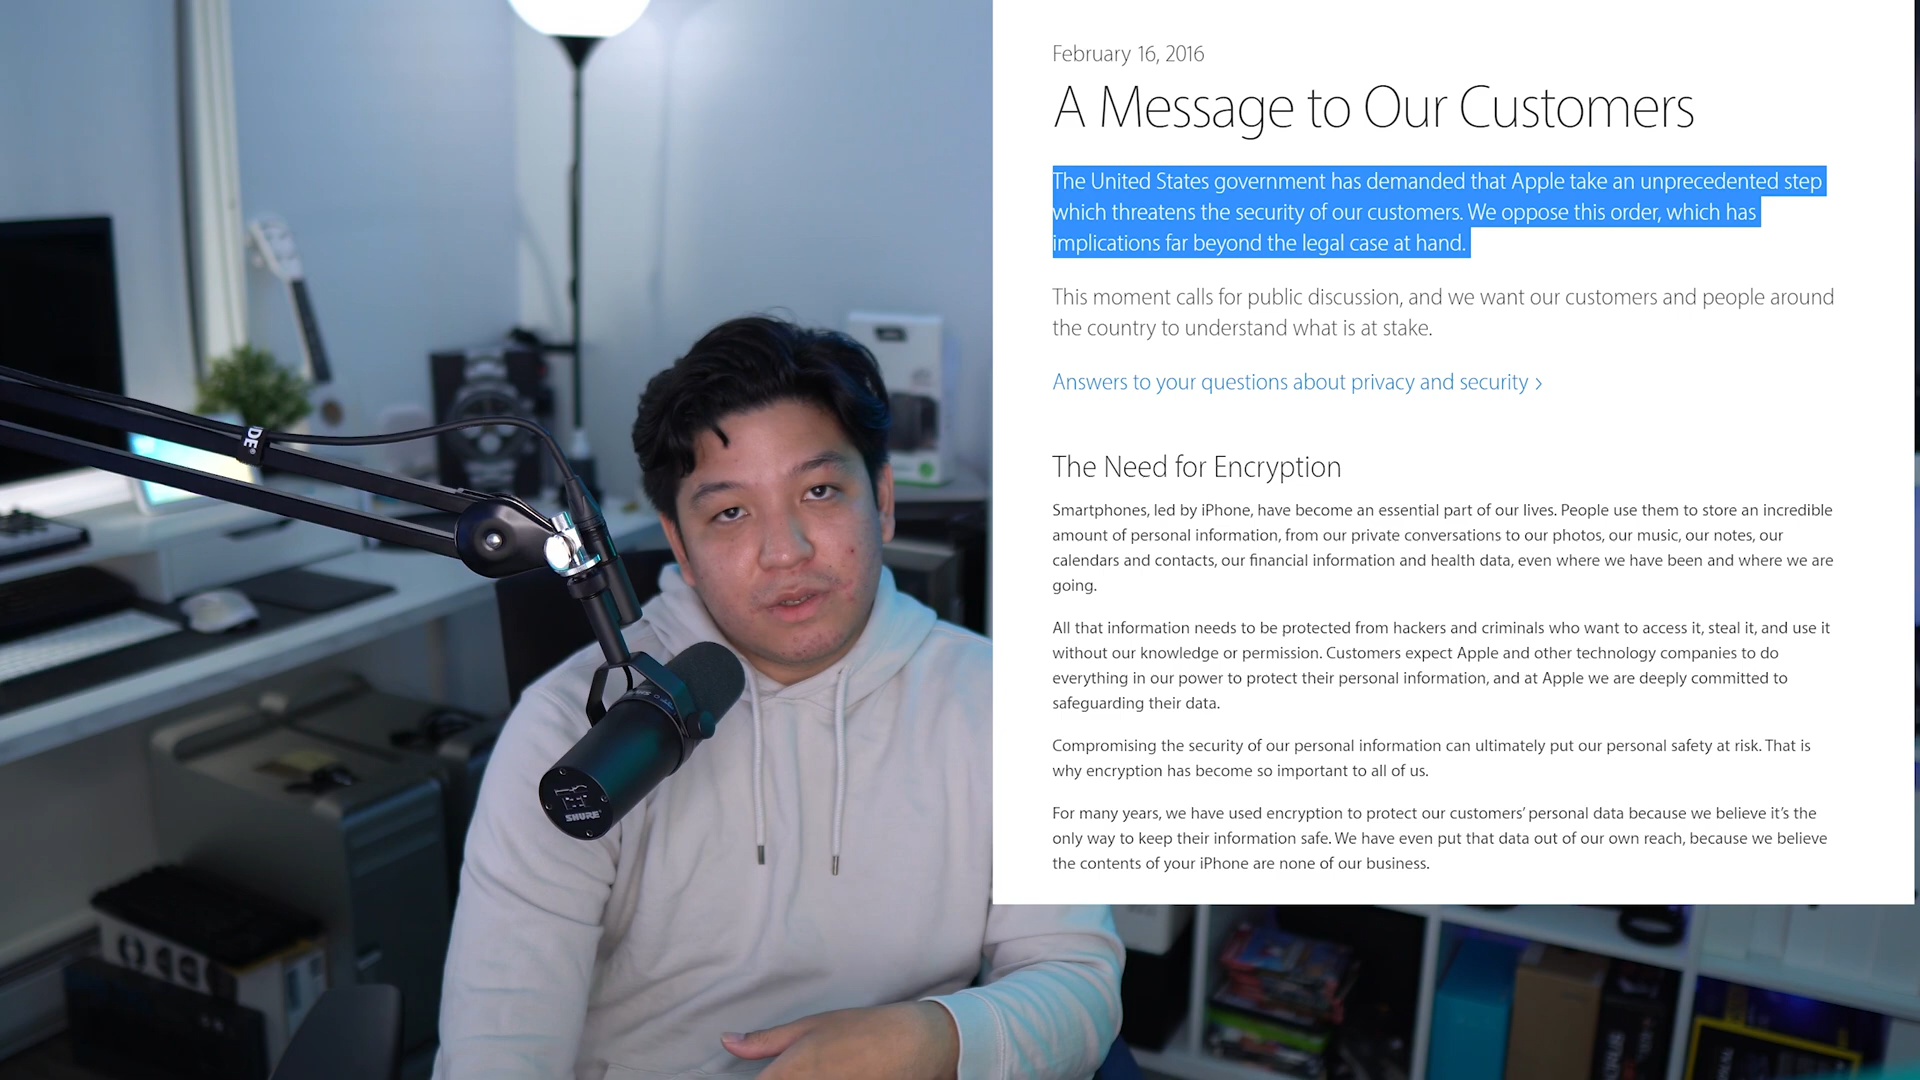 February 16, 2016
A Message to Our Customers
The United States government has demanded that Apple take an unprecedented step
which threatens the security of our customers. We oppose this order, which has
implications far beyond the legal case at hand.
This moment calls for public discussion, and we want our customers and people around
the country to understand what is at stake.
Answers to your questions about privacy and security ›
The Need for Encryption
Smartphones, led by iPhone, have become an essential part of our lives. People use them to store an incredible
amount of personal information, from our private conversations to our photos, our music, our notes, our
calendars and contacts, our financial information and health data, even where we have been and where we are
going.
All that information needs to be protected from hackers and criminals who want to access it, steal it, and use it
without our knowledge or permission. Customers expect Apple and other technology companies to do
everything in our power to protect their personal information, and at Apple we are deeply committed to
safeguarding their data.
Compromising the security of our personal information can ultimately put our personal safety at risk. That is
why encryption has become so important to all of us.
For many years, we have used encryption to protect our customers’ personal data because we believe it’s the
only way to keep their information safe. We have even put that data out of our own reach, because we believe
the contents of your iPhone are none of our business.
SHURE